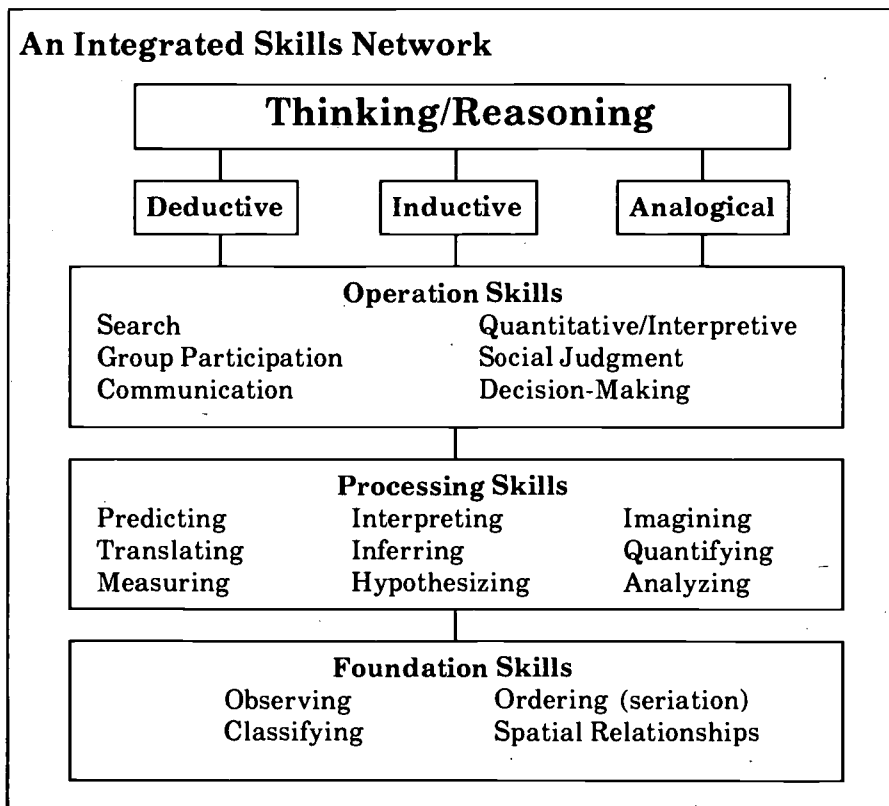 An Integrated Skills Network
Thinking/Reasoning
Deductive Inductive Analogical
Operation Skills
Search Quantitative/Interpretive
Group Participation Social Judgment
Communication Decision-Making
Processing Skills
Predicting Interpreting Imagining
Translating Inferring Quantifying
Measuring Hypothesizing Analyzing
Foundation Skills
Observing Ordering (seriation)
Classifying Spatial Relationships